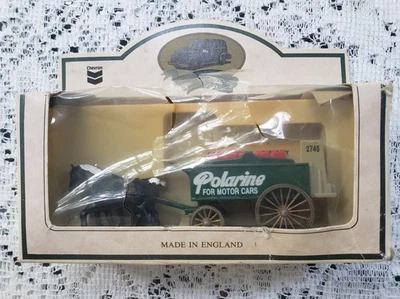 Chevron
2745
Polarine
FOR MOTOR CARS
MADE IN ENGLAND